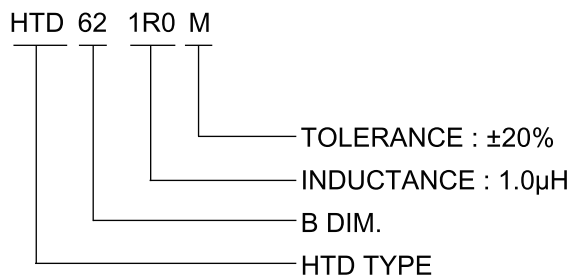 HTD 62 1R0 M
TOLERANCE : ±20%
INDUCTANCE : 1.0µH
B DIM.
HTD TYPE